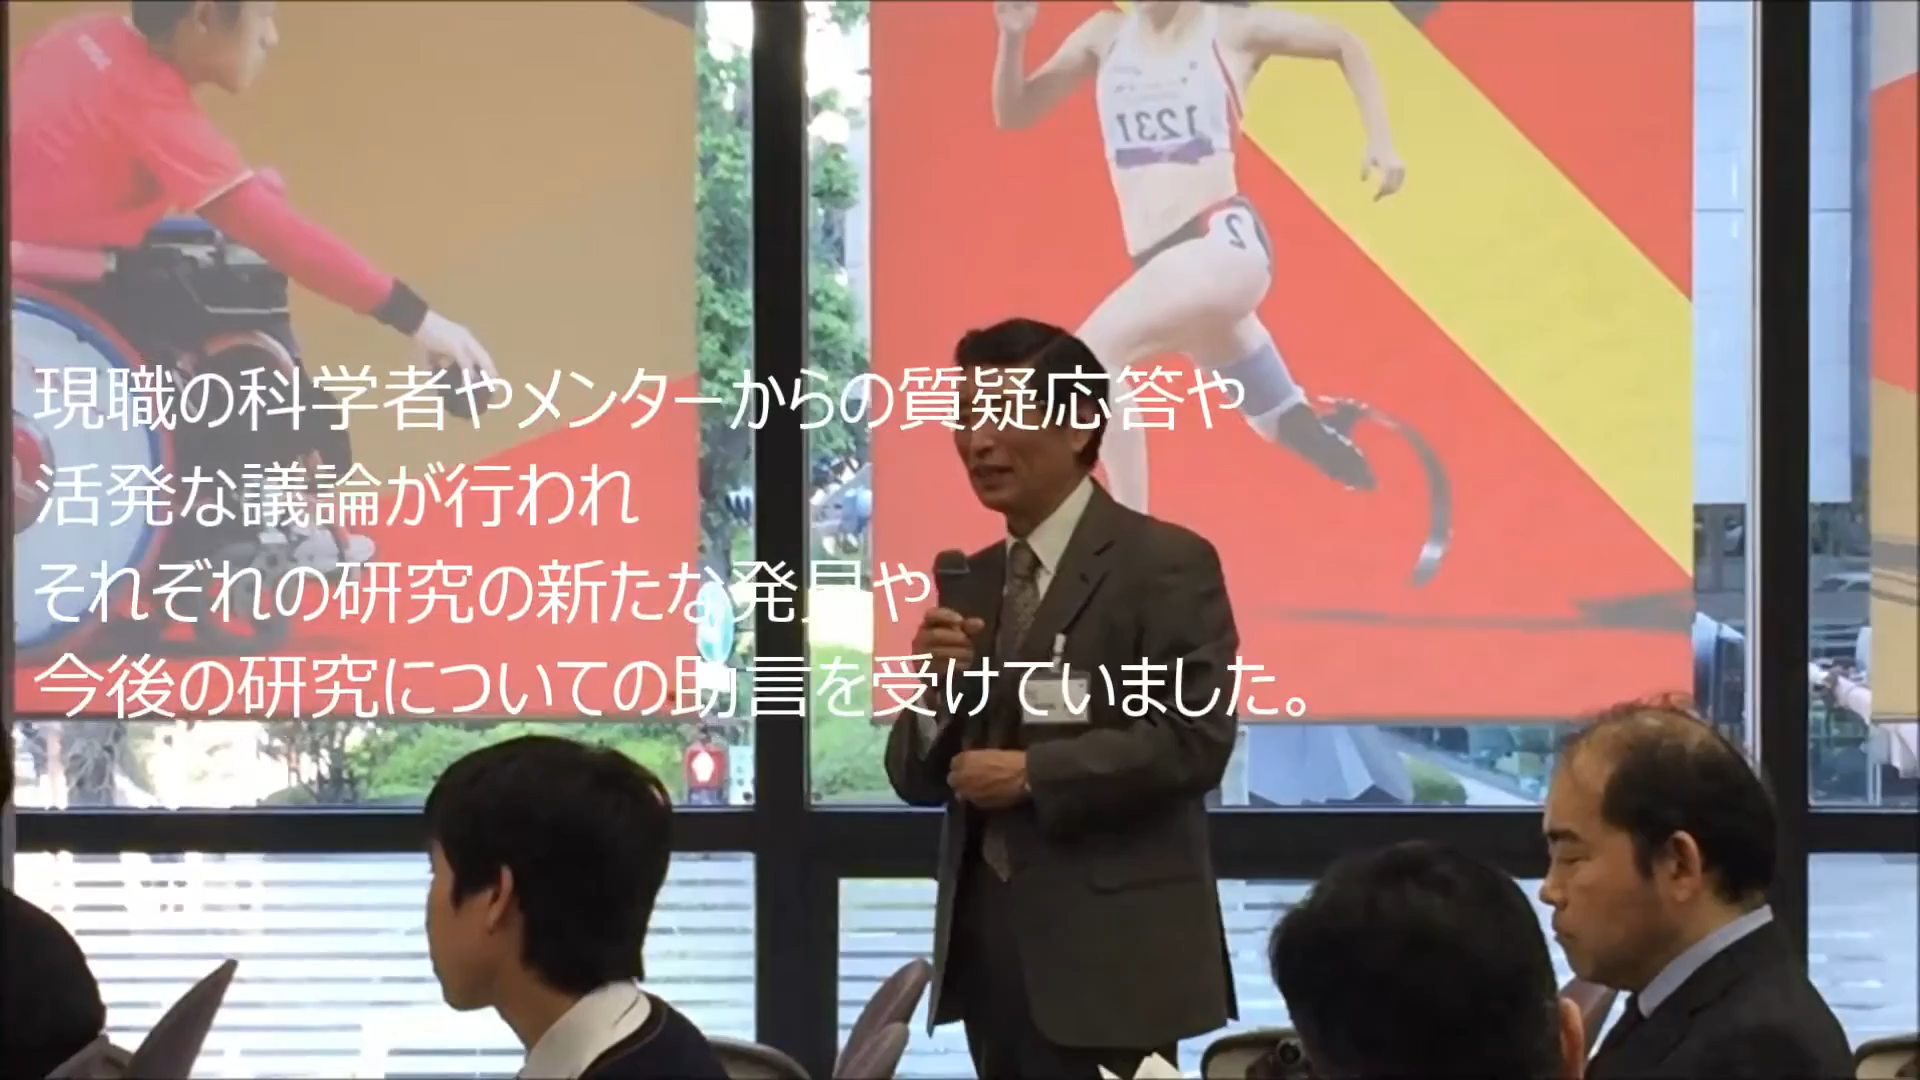 現職の科学者やメンターからの質疑応答や
活発な議論が行われ
それぞれの研究の新たな発見や
今後の研究についての助言を受けていました。
1231
2